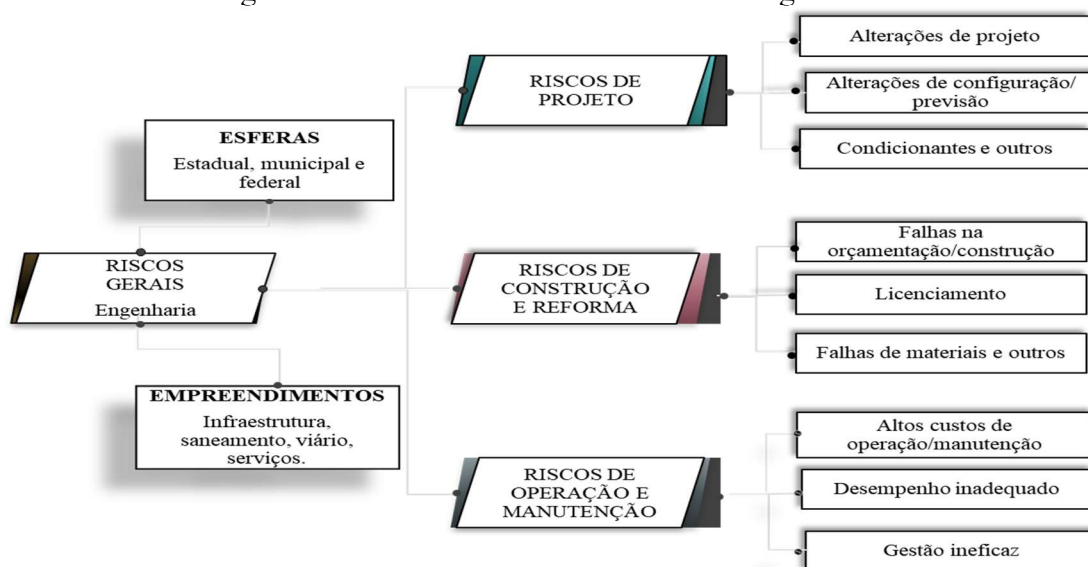 ESFERAS
Estadual, municipal e
federal
RISCOS
GERAIS
Engenharia
EMPREENDIMENTOS
Infraestrutura,
saneamento, viário,
serviços.
RISCOS DE
PROJETO
Alterações de projeto
Alterações de configuração/
previsão
Condicionantes e outros
RISCOS DE
CONSTRUÇÃO
E REFORMA
Falhas na
orçamentação/construção
Licenciamento
Falhas de materiais e outros
RISCOS DE
OPERAÇÃO E
MANUTENÇÃO
Altos custos de
operação/manutenção
Desempenho inadequado
Gestão ineficaz